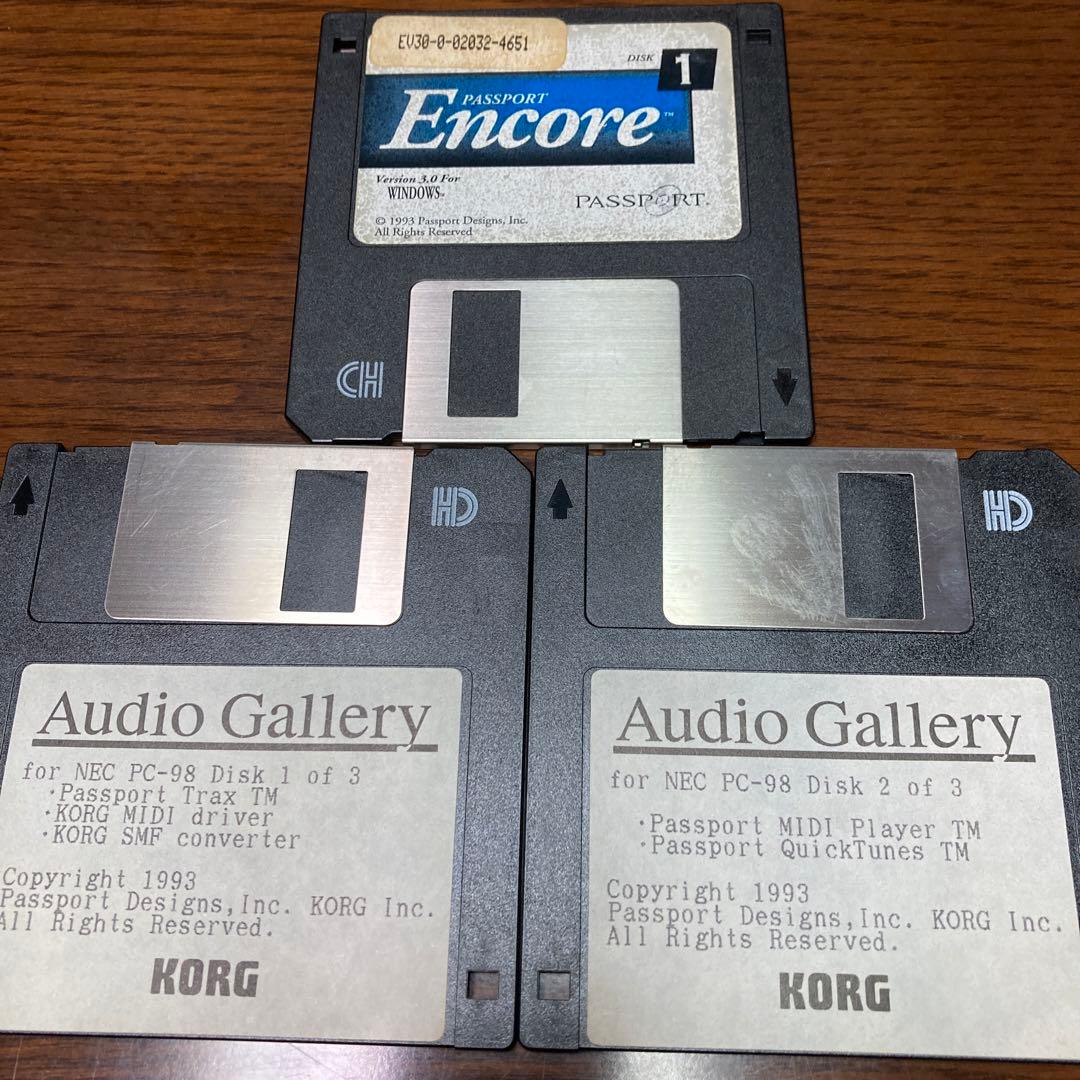 EV30-0-02032-4651
DISK 1
PASSPORT
Encore™
Version 3.0 For
WINDOWS™
PASSPORT®
© 1993 Passport Designs, Inc.
All Rights Reserved
HD
HD
Audio Gallery
for NEC PC-98 Disk 1 of 3
·Passport Trax TM
·KORG MIDI driver
·KORG SMF converter
Copyright 1993
Passport Designs,Inc. KORG Inc.
All Rights Reserved.
KORG
HD
Audio Gallery
for NEC PC-98 Disk 2 of 3
·Passport MIDI Player TM
·Passport QuickTunes TM
Copyright 1993
Passport Designs,Inc. KORG Inc.
All Rights Reserved.
KORG